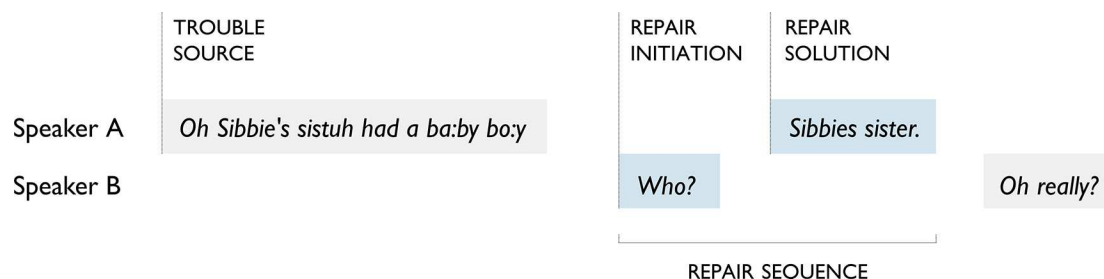 TROUBLE SOURCE
REPAIR INITIATION
REPAIR SOLUTION
Speaker A
Oh Sibbie's sistuh had a ba:by bo:y
Sibbies sister.
Speaker B
Who?
Oh really?
REPAIR SEQUENCE